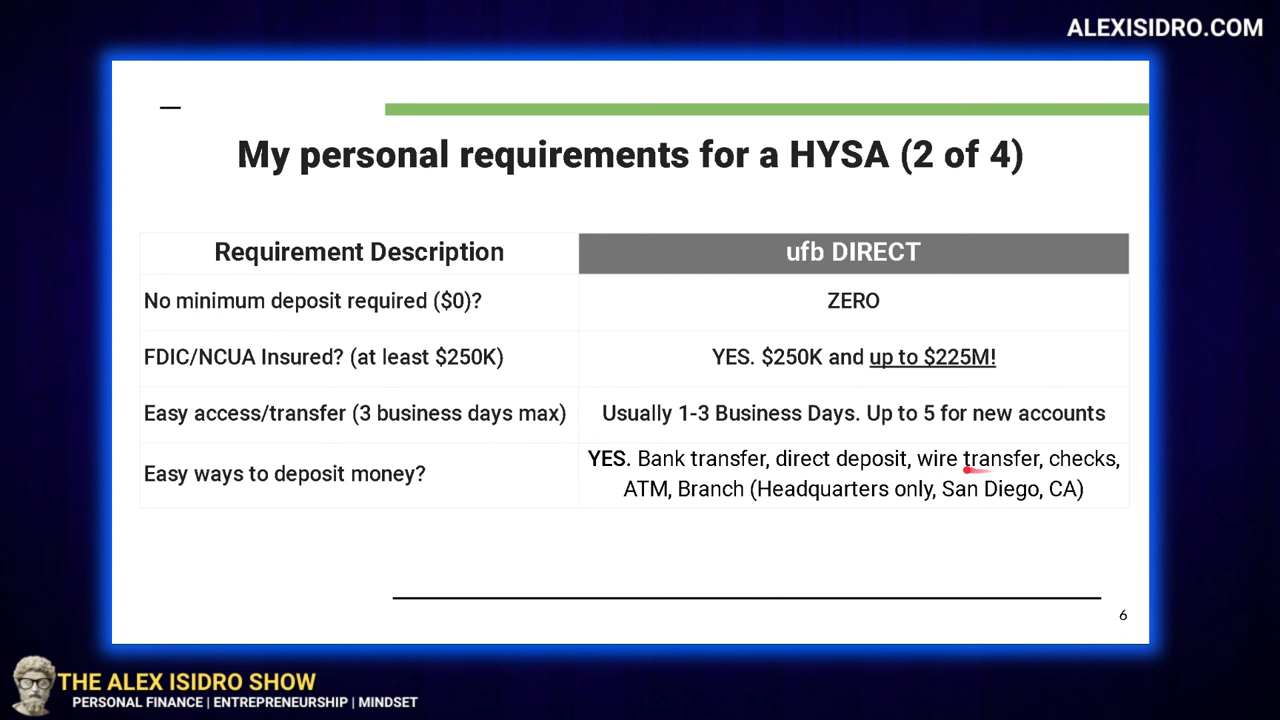 ALEXISIDRO.COM
My personal requirements for a HYSA (2 of 4)
Requirement Description
ufb DIRECT
No minimum deposit required ($0)?
ZERO
FDIC/NCUA Insured? (at least $250K)
YES. $250K and up to $225M!
Easy access/transfer (3 business days max)
Usually 1-3 Business Days. Up to 5 for new accounts
Easy ways to deposit money?
YES. Bank transfer, direct deposit, wire transfer, checks,
ATM, Branch (Headquarters only, San Diego, CA)
6
THE ALEX ISIDRO SHOW
PERSONAL FINANCE | ENTREPRENEURSHIP | MINDSET